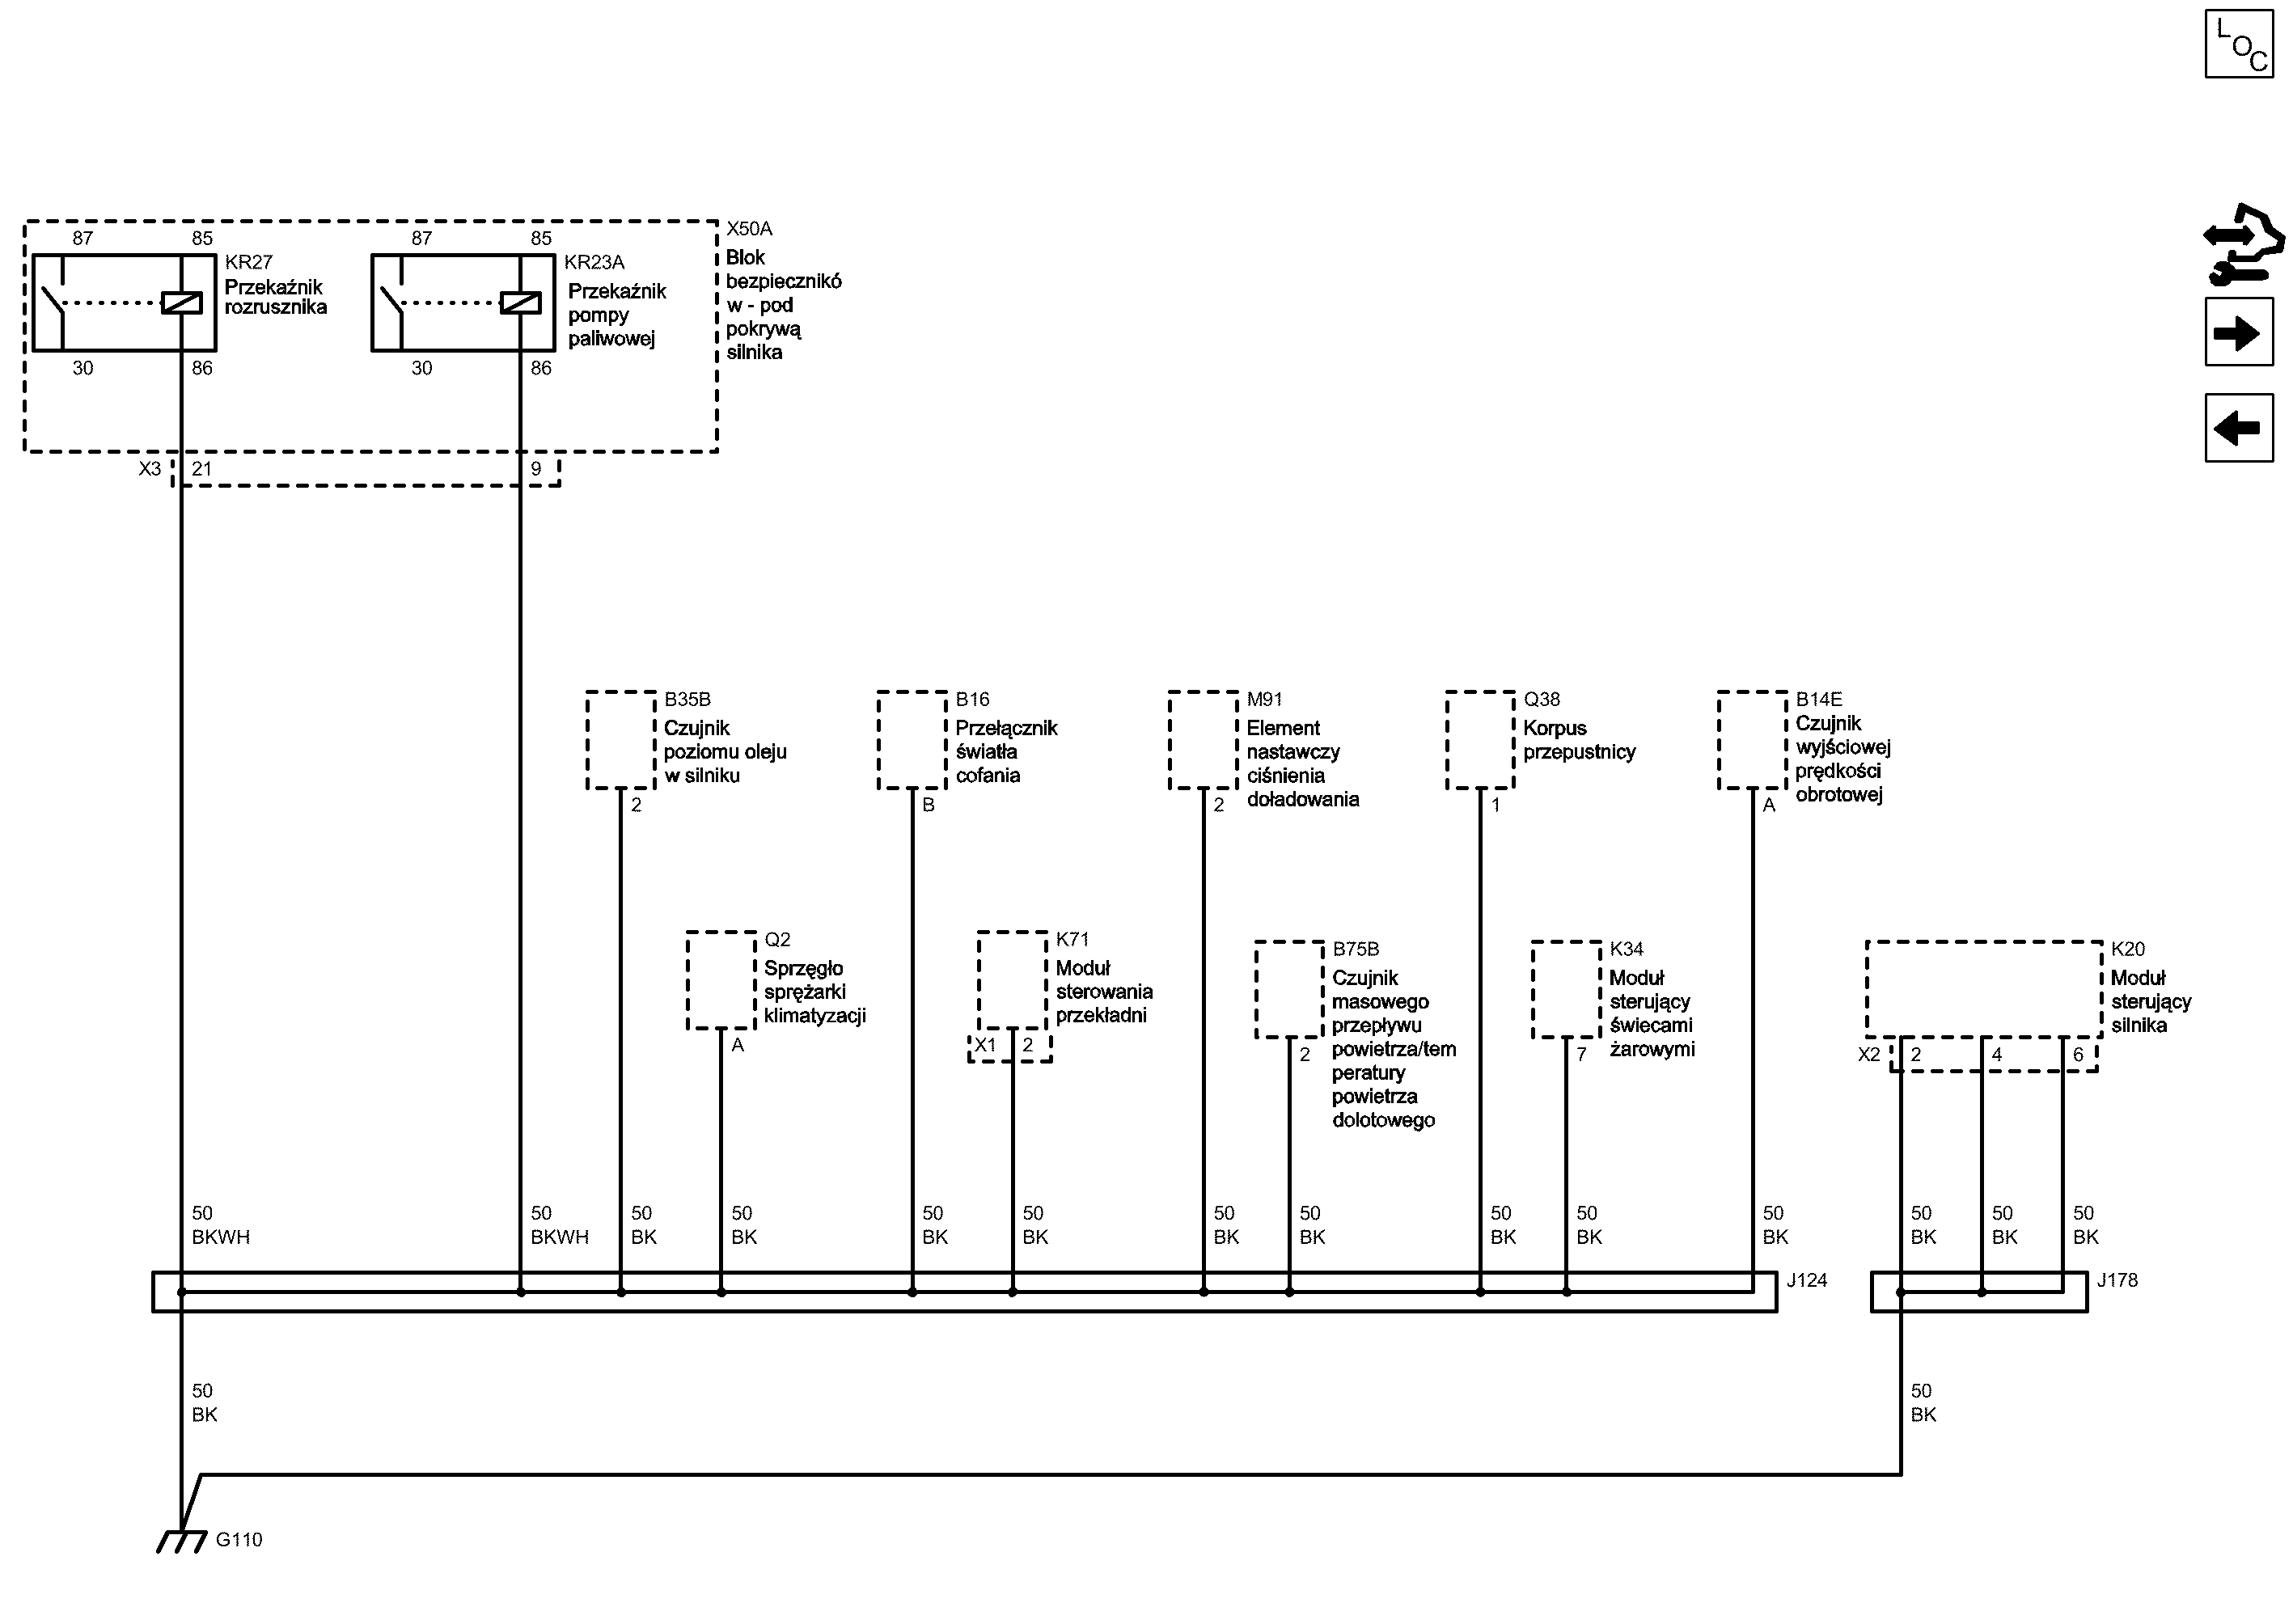 LOC
X50A
Blok
bezpiecznikó
w - pod
pokrywą
silnika
87 85
KR27
Przekaźnik
rozrusznika
30 86
87 85
KR23A
Przekaźnik
pompy
paliwowej
30 86
X3 21 9
B35B
Czujnik
poziomu oleju
w silniku
2
B16
Przełącznik
światła
cofania
B
M91
Element
nastawczy
ciśnienia
doładowania
2
Q38
Korpus
przepustnicy
1
B14E
Czujnik
wyjściowej
prędkości
obrotowej
A
Q2
Sprzęgło
sprężarki
klimatyzacji
A
K71
Moduł
sterowania
przekładni
X1 2
B75B
Czujnik
masowego
przepływu
powietrza/tem
peratury
powietrza
dolotowego
2
K34
Moduł
sterujący
świecami
żarowymi
7
K20
Moduł
sterujący
silnika
X2 2 4 6
50 50 50 50 50 50 50 50 50 50 50 50 50 50
BKWH BKWH BK BK BK BK BK BK BK BK BK BK BK BK
J124 J178
50 50
BK BK
G110